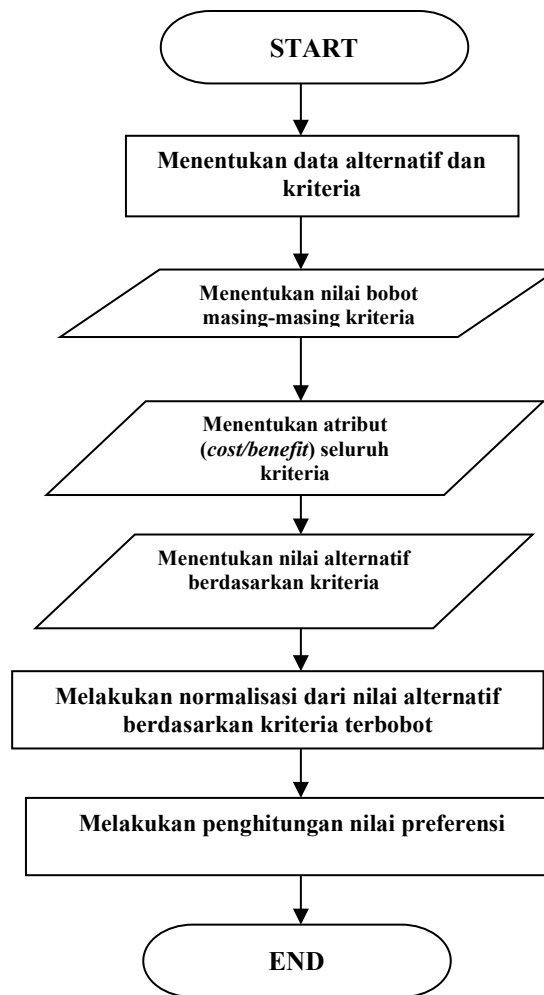 START
Menentukan data alternatif dan
kriteria
Menentukan nilai bobot
masing-masing kriteria
Menentukan atribut
(cost/benefit) seluruh
kriteria
Menentukan nilai alternatif
berdasarkan kriteria
Melakukan normalisasi dari nilai alternatif
berdasarkan kriteria terbobot
Melakukan penghitungan nilai preferensi
END